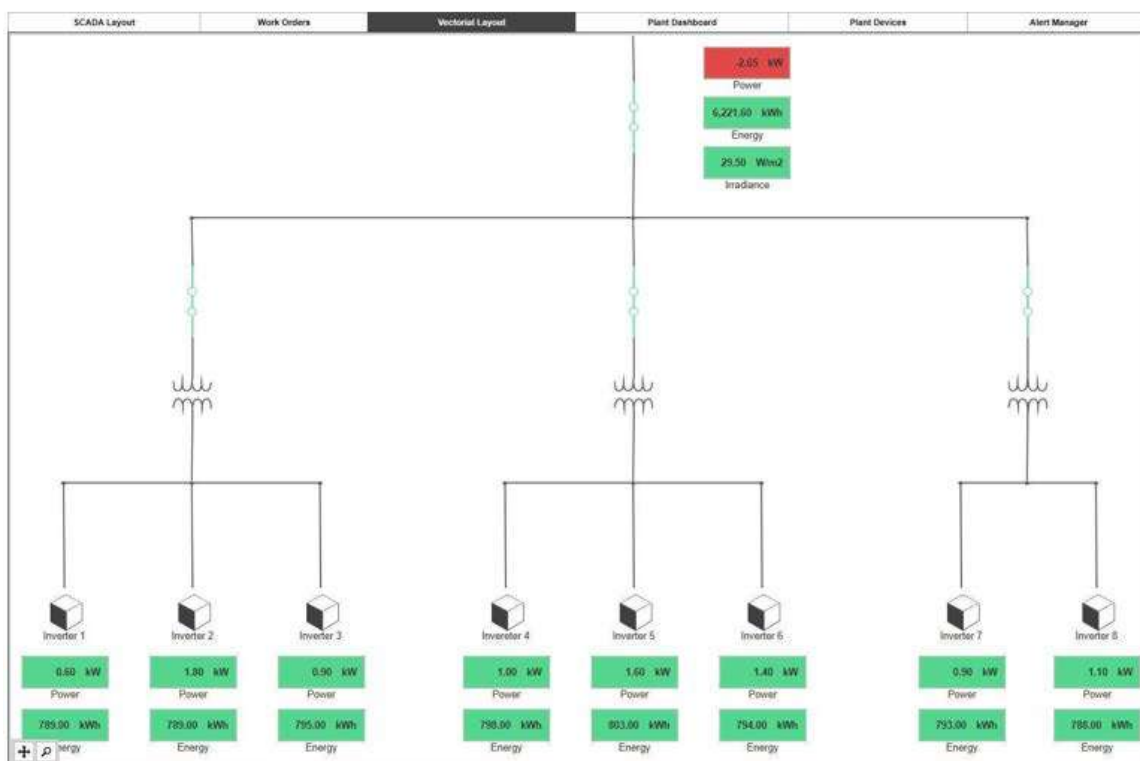 SCADA Layout Work Orders Vectorial Layout Plant Dashboard Plant Devices Alert Manager
-2.05 kW
Power
6,221.60 kWh
Energy
29.50 W/m2
Irradiance
Inverter 1 Inverter 2 Inverter 3 Invereter 4 Inverter 5 Inverter 6 Inverter 7 Inverter 8
0.60 kW 1.80 kW 0.90 kW 1.00 kW 1.60 kW 1.40 kW 0.90 kW 1.10 kW
Power Power Power Power Power Power Power Power
789.00 kWh 789.00 kWh 795.00 kWh 798.00 kWh 803.00 kWh 794.00 kWh 793.00 kWh 788.00 kWh
ergy Energy Energy Energy Energy Energy Energy Energy